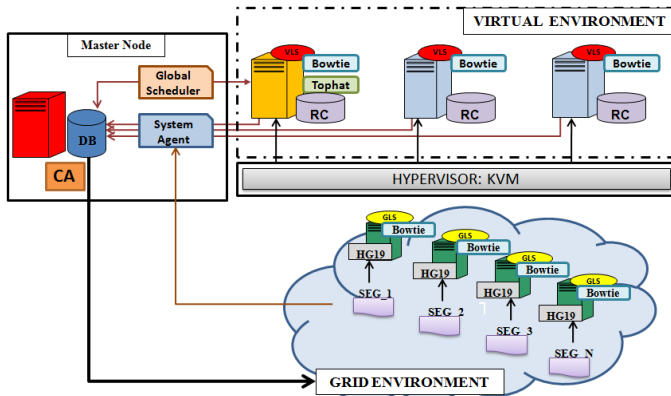 VIRTUAL ENVIRONMENT
Master Node
VLS
Bowtie
Tophat
RC
VLS
Bowtie
RC
VLS
Bowtie
RC
Global
Scheduler
System
Agent
DB
CA
HYPERVISOR: KVM
GLS
Bowtie
HG19
SEG_1
GLS
Bowtie
HG19
SEG_2
GLS
Bowtie
HG19
SEG_3
GLS
Bowtie
HG19
SEG_N
GRID ENVIRONMENT